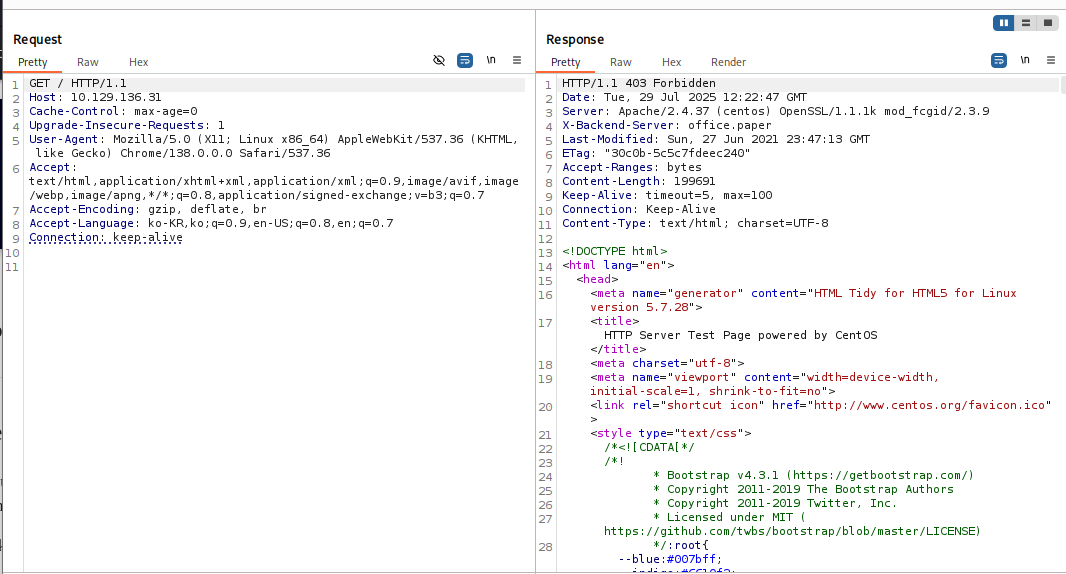 Request
Pretty Raw Hex \n
1 GET / HTTP/1.1
2 Host: 10.129.136.31
3 Cache-Control: max-age=0
4 Upgrade-Insecure-Requests: 1
5 User-Agent: Mozilla/5.0 (X11; Linux x86_64) AppleWebKit/537.36 (KHTML,
like Gecko) Chrome/138.0.0.0 Safari/537.36
6 Accept:
text/html,application/xhtml+xml,application/xml;q=0.9,image/avif,image
/webp,image/apng,*/*;q=0.8,application/signed-exchange;v=b3;q=0.7
7 Accept-Encoding: gzip, deflate, br
8 Accept-Language: ko-KR,ko;q=0.9,en-US;q=0.8,en;q=0.7
9 Connection: keep-alive
10
11
Response
Pretty Raw Hex Render \n
1 HTTP/1.1 403 Forbidden
2 Date: Tue, 29 Jul 2025 12:22:47 GMT
3 Server: Apache/2.4.37 (centos) OpenSSL/1.1.1k mod_fcgid/2.3.9
4 X-Backend-Server: office.paper
5 Last-Modified: Sun, 27 Jun 2021 23:47:13 GMT
6 ETag: "30c0b-5c5c7fdeec240"
7 Accept-Ranges: bytes
8 Content-Length: 199691
9 Keep-Alive: timeout=5, max=100
10 Connection: Keep-Alive
11 Content-Type: text/html; charset=UTF-8
12
13 <!DOCTYPE html>
14 <html lang="en">
15 <head>
16 <meta name="generator" content="HTML Tidy for HTML5 for Linux
version 5.7.28">
17 <title>
HTTP Server Test Page powered by CentOS
</title>
18 <meta charset="utf-8">
19 <meta name="viewport" content="width=device-width,
initial-scale=1, shrink-to-fit=no">
20 <link rel="shortcut icon" href="http://www.centos.org/favicon.ico"
>
21 <style type="text/css">
22 /*<![CDATA[*/
23 /*!
24 * Bootstrap v4.3.1 (https://getbootstrap.com/)
25 * Copyright 2011-2019 The Bootstrap Authors
26 * Copyright 2011-2019 Twitter, Inc.
27 * Licensed under MIT (
https://github.com/twbs/bootstrap/blob/master/LICENSE)
28 */:root{
--blue:#007bff;